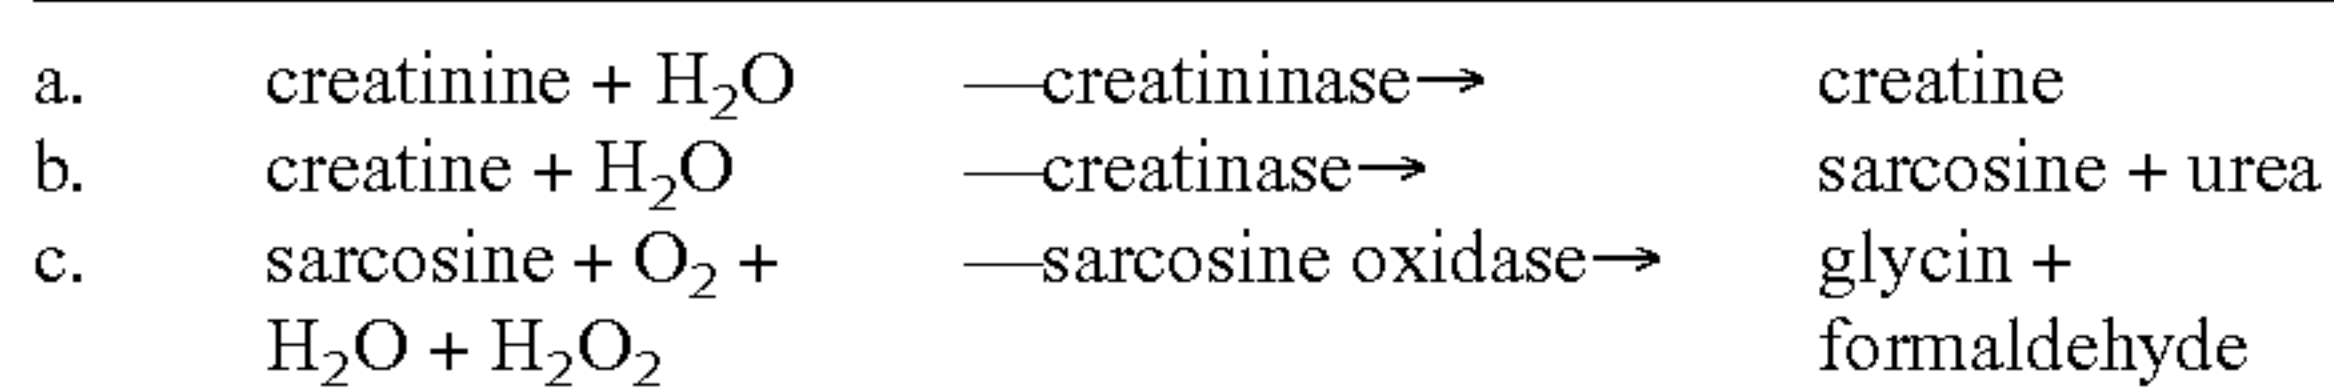 a. creatinine + H₂O —creatininase→ creatine
b. creatine + H₂O —creatinase→ sarcosine + urea
c. sarcosine + O₂ + —sarcosine oxidase→ glycin +
H₂O + H₂O₂ formaldehyde